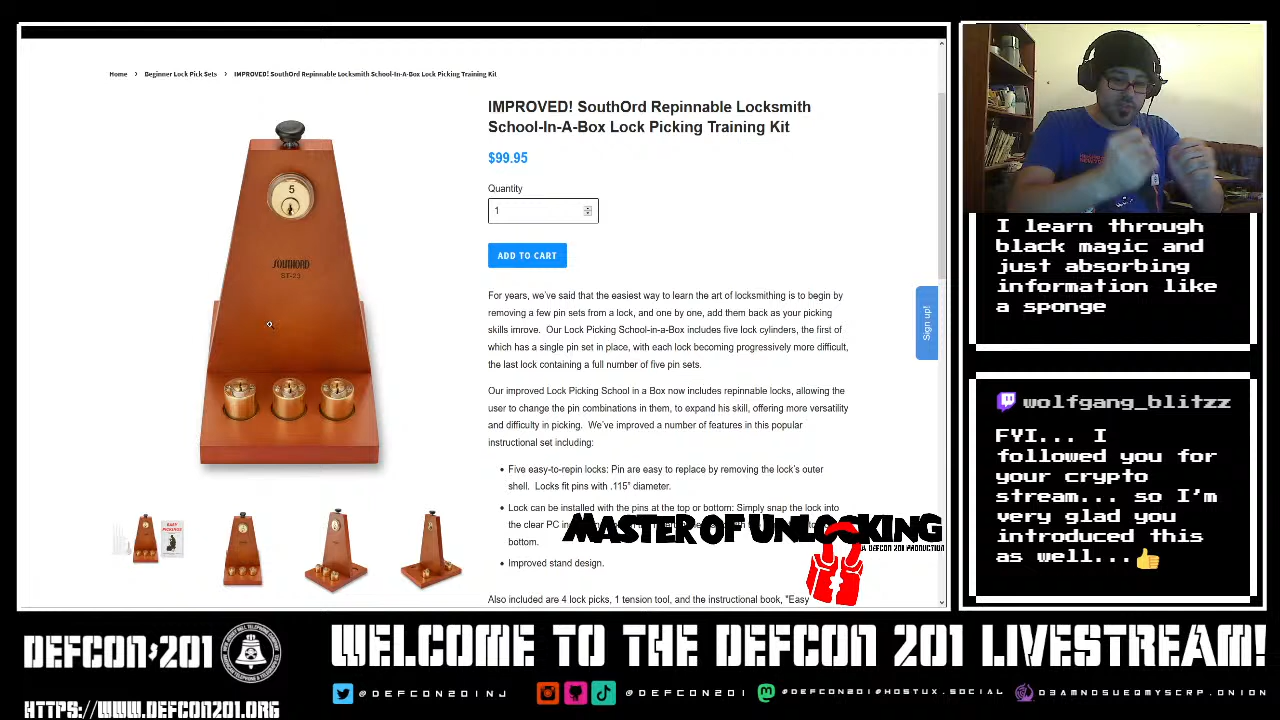 Home > Beginner Lock Pick Sets > IMPROVED! SouthOrd Repinnable Locksmith School-In-A-Box Lock Picking Training Kit
IMPROVED! SouthOrd Repinnable Locksmith
School-In-A-Box Lock Picking Training Kit
$99.95
Quantity
1
ADD TO CART
For years, we've said that the easiest way to learn the art of locksmithing is to begin by
removing a few pin sets from a lock, and one by one, add them back as your picking
skills imrove. Our Lock Picking School-in-a-Box includes five lock cylinders, the first of
which has a single pin set in place, with each lock becoming progressively more difficult,
the last lock containing a full number of five pin sets.
Our improved Lock Picking School in a Box now includes repinnable locks, allowing the
user to change the pin combinations in them, to expand his skill, offering more versatility
and difficulty in picking. We've improved a number of features in this popular
instructional set including:
• Five easy-to-repin locks: Pin are easy to replace by removing the lock's outer
shell. Locks fit pins with .115" diameter.
• Lock can be installed with the pins at the top or bottom: Simply snap the lock into
the clear PC
bottom.
• Improved stand design.
Also included are 4 lock picks, 1 tension tool, and the instructional book, "Easy
5
SOUTHORD
ST-23
EASY PICKINGS
Sign up!
MASTER OF UNLOCKING
A DEFCON 201 PRODUCTION
I learn through
black magic and
just absorbing
information like
a sponge
wolfgang_blitzz
FYI... I
followed you for
your crypto
stream... so I'm
very glad you
introduced this
as well...👍
DEFCON$201
HTTPS://WWW.DEFCON201.ORG
WELCOME TO THE DEFCON 201 LIVESTREAM!
@DEFCON201NJ
@DEFCON201
@DEFCON201@HOSTUX.SOCIAL
D3AMNDSUEQMYSCRP.ONION